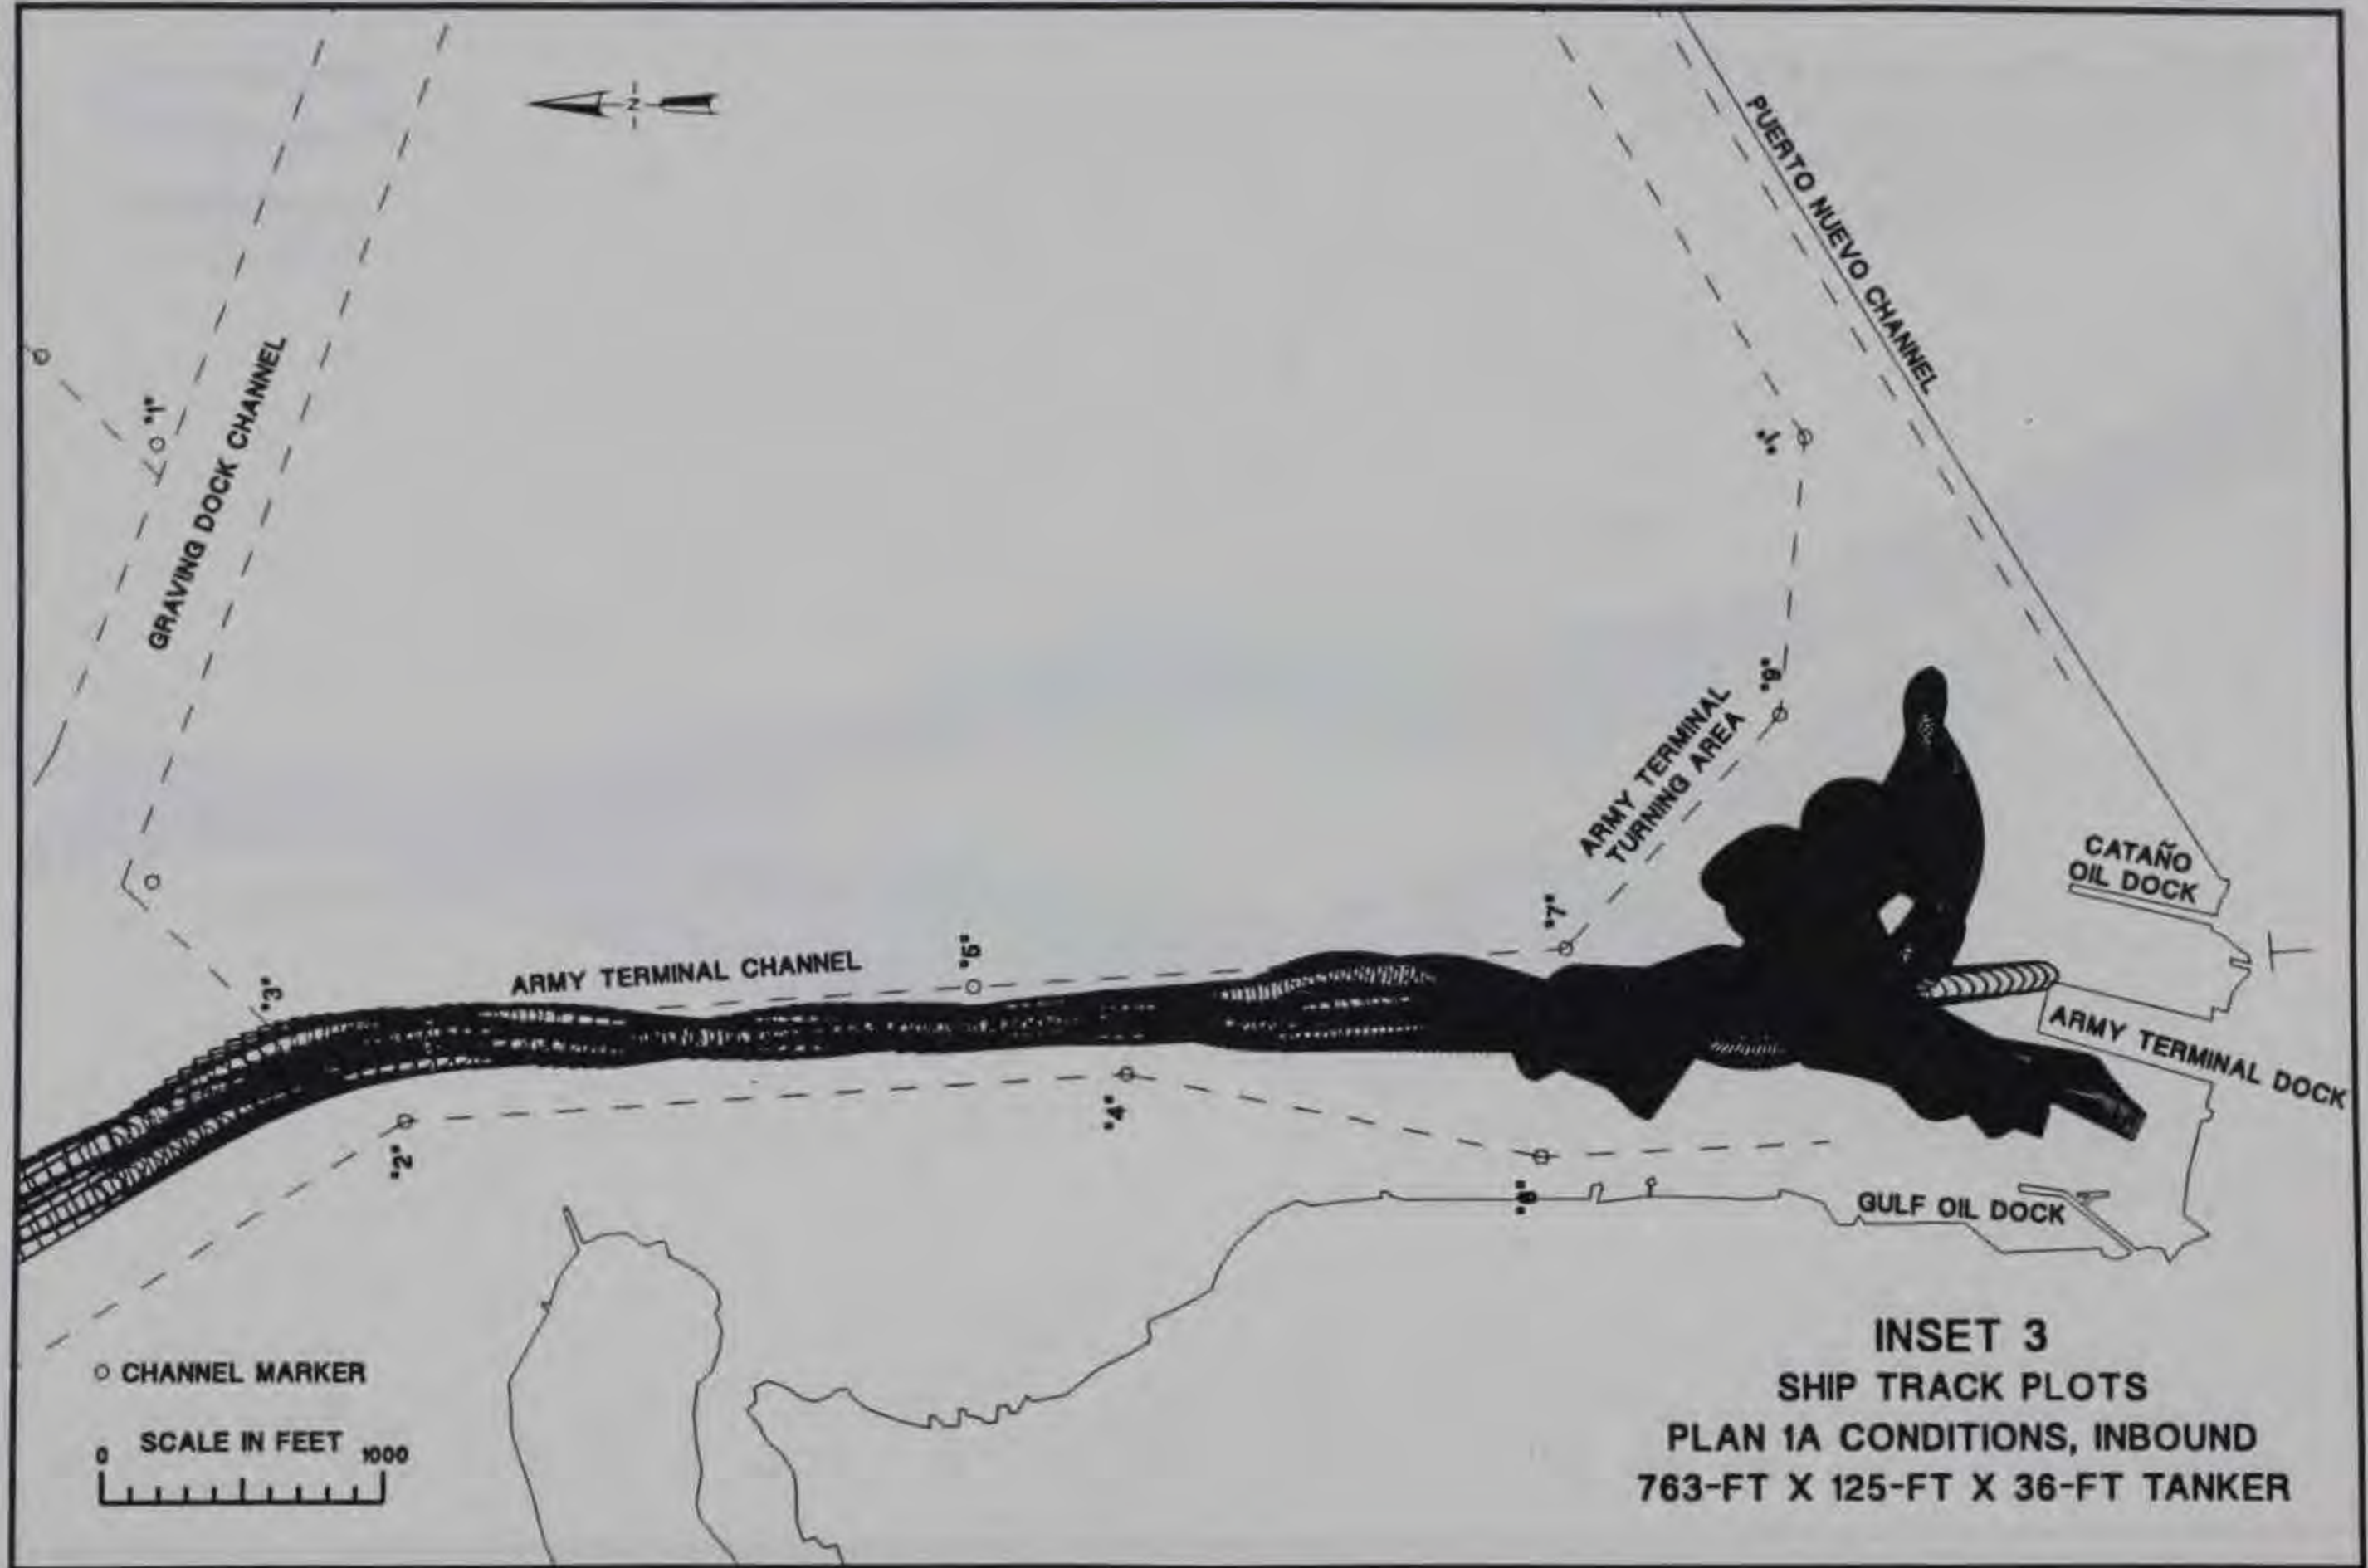 N
PUERTO NUEVO CHANNEL
"1"
GRAVING DOCK CHANNEL
"1"
"9"
ARMY TERMINAL
TURNING AREA
"7"
CATAÑO
OIL DOCK
"5"
ARMY TERMINAL CHANNEL
"3"
ARMY TERMINAL DOCK
"4"
"2"
"6"
GULF OIL DOCK
CHANNEL MARKER
SCALE IN FEET
0 1000
INSET 3
SHIP TRACK PLOTS
PLAN 1A CONDITIONS, INBOUND
763-FT X 125-FT X 36-FT TANKER